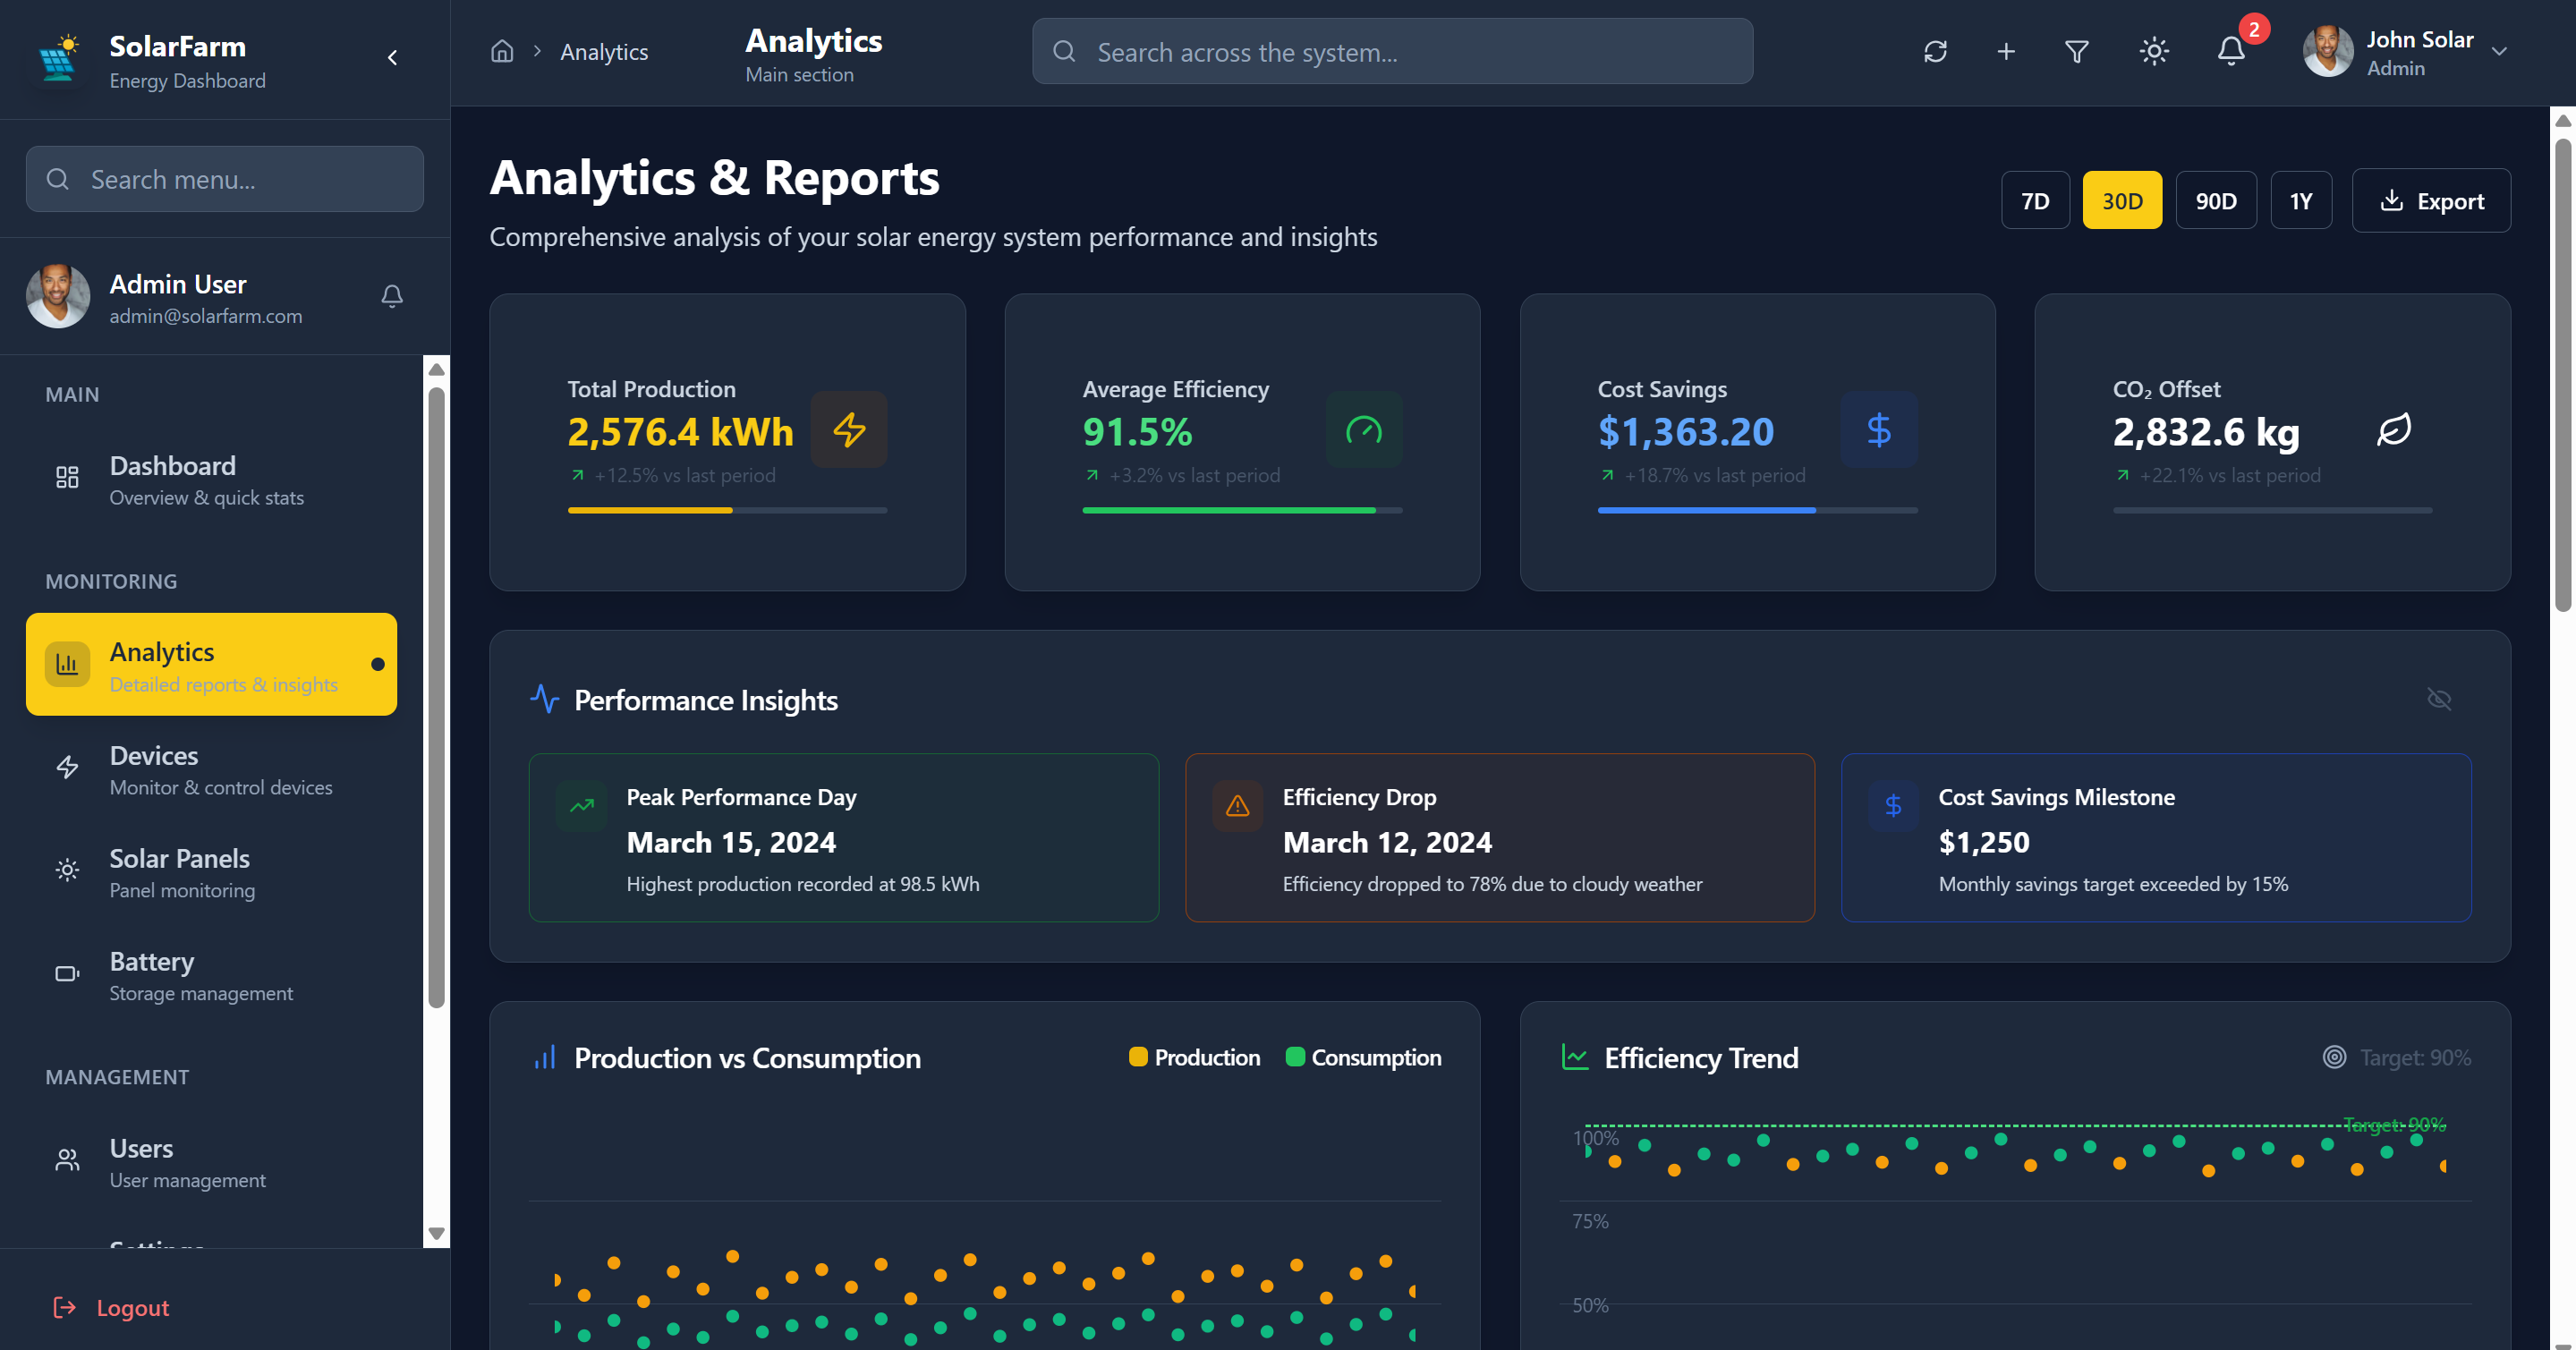 SolarFarm
Energy Dashboard
Search menu...
Admin User
admin@solarfarm.com
MAIN
Dashboard
Overview & quick stats
MONITORING
Analytics
Detailed reports & insights
Devices
Monitor & control devices
Solar Panels
Panel monitoring
Battery
Storage management
MANAGEMENT
Users
User management
Settings
Logout
Analytics
Analytics
Main section
Search across the system...
2
John Solar
Admin
Analytics & Reports
Comprehensive analysis of your solar energy system performance and insights
7D
30D
90D
1Y
Export
Total Production
2,576.4 kWh
+12.5% vs last period
Average Efficiency
91.5%
+3.2% vs last period
Cost Savings
$1,363.20
+18.7% vs last period
CO₂ Offset
2,832.6 kg
+22.1% vs last period
Performance Insights
Peak Performance Day
March 15, 2024
Highest production recorded at 98.5 kWh
Efficiency Drop
March 12, 2024
Efficiency dropped to 78% due to cloudy weather
Cost Savings Milestone
$1,250
Monthly savings target exceeded by 15%
Production vs Consumption
Production
Consumption
Efficiency Trend
Target: 90%
Target: 90%
100%
75%
50%